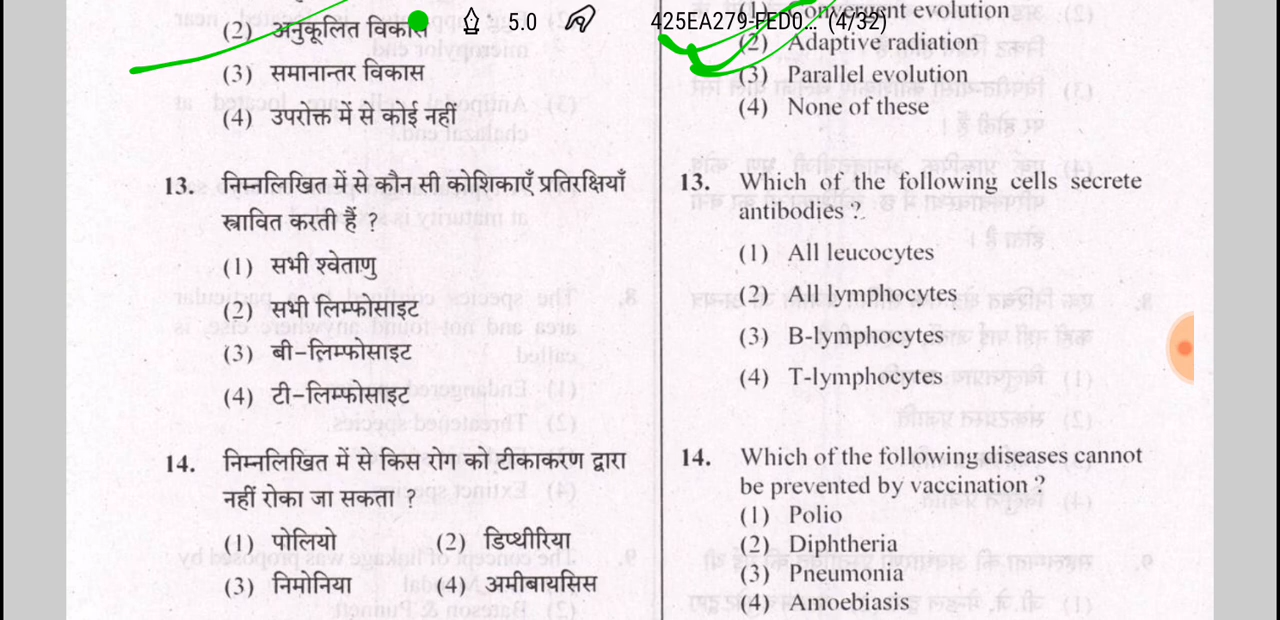 5.0
425EA279-FED0... (4/32)
(2) अनुकूलित विकास
(3) समानान्तर विकास
(4) उपरोक्त में से कोई नहीं
13. निम्नलिखित में से कौन सी कोशिकाएँ प्रतिरक्षियाँ
स्त्रावित करती हैं ?
(1) सभी श्वेताणु
(2) सभी लिम्फोसाइट
(3) बी-लिम्फोसाइट
(4) टी-लिम्फोसाइट
14. निम्नलिखित में से किस रोग को टीकाकरण द्वारा
नहीं रोका जा सकता ?
(1) पोलियो (2) डिप्थीरिया
(3) निमोनिया (4) अमीबायसिस
evolution
(2) Adaptive radiation
(3) Parallel evolution
(4) None of these
13. Which of the following cells secrete
antibodies ?
(1) All leucocytes
(2) All lymphocytes
(3) B-lymphocytes
(4) T-lymphocytes
14. Which of the following diseases cannot
be prevented by vaccination ?
(1) Polio
(2) Diphtheria
(3) Pneumonia
(4) Amoebiasis